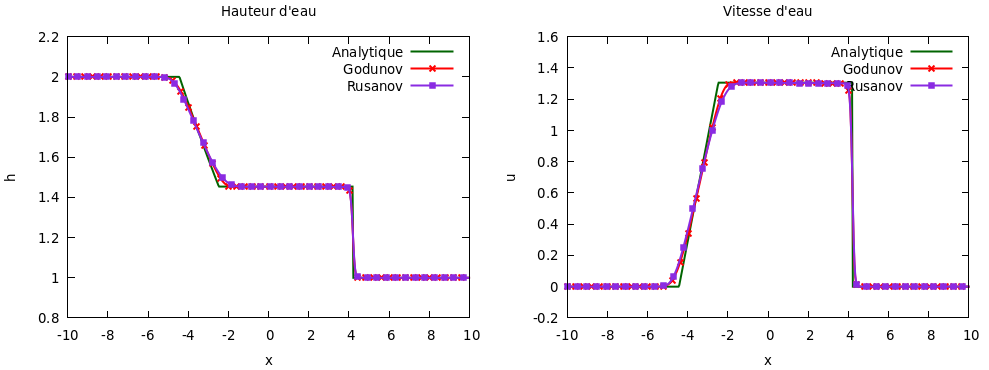 Hauteur d'eau
2.2
2
1.8
1.6
1.4
1.2
1
0.8
h
Analytique
Godunov
Rusanov
-10 -8 -6 -4 -2 0 2 4 6 8 10
x
Vitesse d'eau
1.6
1.4
1.2
1
0.8
0.6
0.4
0.2
0
-0.2
u
Analytique
Godunov
Rusanov
-10 -8 -6 -4 -2 0 2 4 6 8 10
x